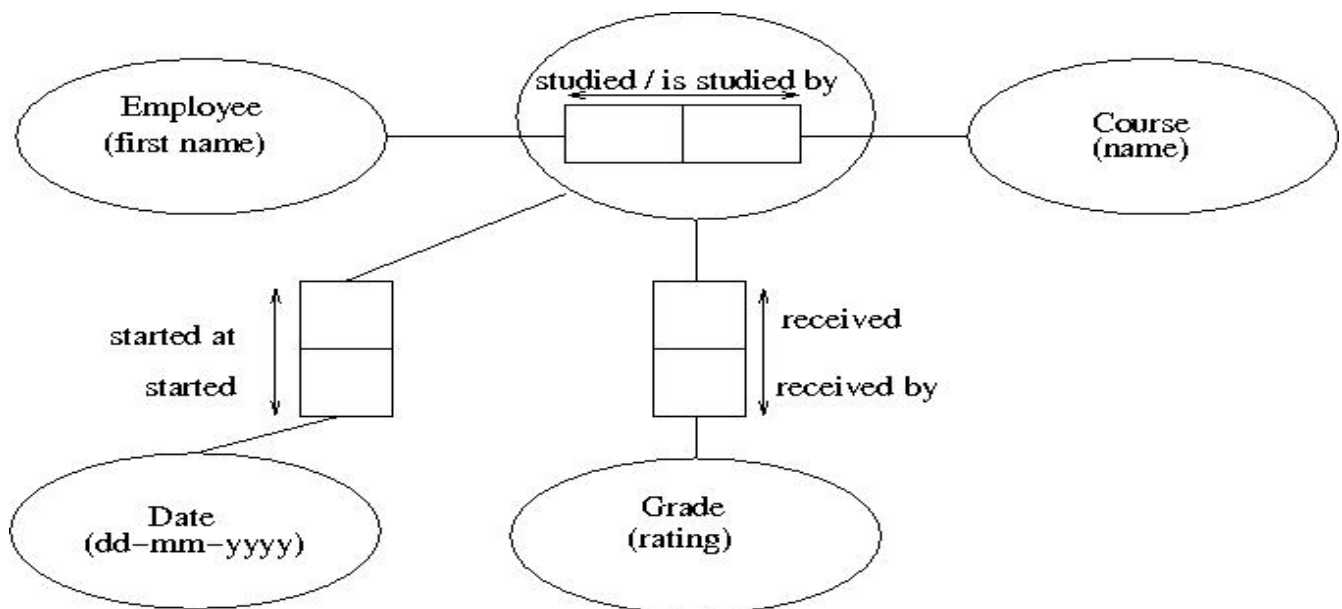 studied / is studied by
Employee
(first name)
Course
(name)
started at
started
received
received by
Date
(dd-mm-yyyy)
Grade
(rating)